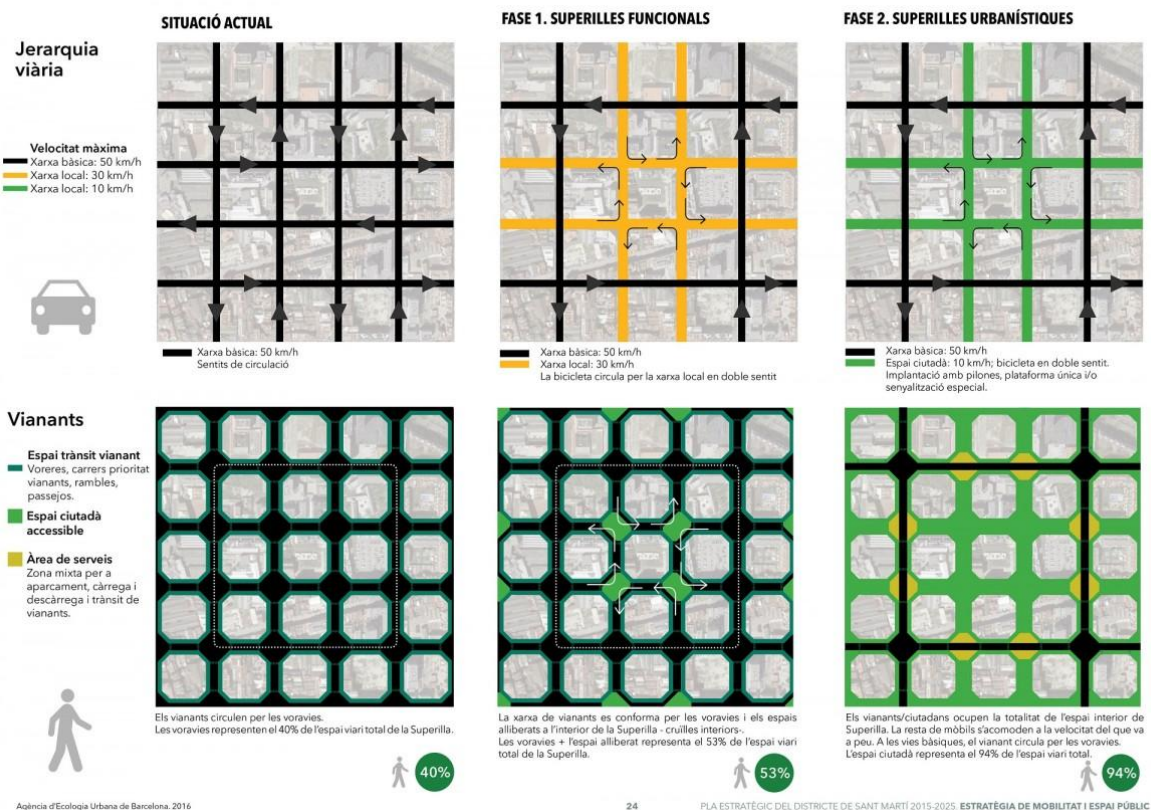 SITUACIÓ ACTUAL
FASE 1. SUPERILLES FUNCIONALS
FASE 2. SUPERILLES URBANÍSTIQUES
Jerarquia
viària
Velocitat màxima
Xarxa bàsica: 50 km/h
Xarxa local: 30 km/h
Xarxa local: 10 km/h
Xarxa bàsica: 50 km/h
Sentits de circulació
Xarxa bàsica: 50 km/h
Xarxa local: 30 km/h
La bicicleta circula per la xarxa local en doble sentit
Xarxa bàsica: 50 km/h
Espai ciutadà: 10 km/h; bicicleta en doble sentit.
Implantació amb pilones, plataforma única i/o
senyalització especial.
Vianants
Espai trànsit vianant
Voreres, carrers prioritat
vianants, rambles,
passejos.
Espai ciutadà
accessible
Àrea de serveis
Zona mixta per a
aparcament, càrrega i
descàrrega i trànsit de
vianants.
Els vianants circulen per les voravies.
Les voravies representen el 40% de l'espai viari total de la Superilla.
40%
La xarxa de vianants es conforma per les voravies i els espais
alliberats a l'interior de la Superilla - cruïlles interiors-.
Les voravies + l'espai alliberat representa el 53% de l'espai viari
total de la Superilla.
53%
Els vianants/ciutadans ocupen la totalitat de l'espai interior de
Superilla. La resta de mòbils s'acomoden a la velocitat del que va
a peu. A les vies bàsiques, el vianant circula per les voravies.
L'espai ciutadà representa el 94% de l'espai viari total.
94%
Agència d'Ecologia Urbana de Barcelona. 2016
24
PLA ESTRATÈGIC DEL DISTRICTE DE SANT MARTÍ 2015-2025. ESTRATÈGIA DE MOBILITAT I ESPAI PÚBLIC